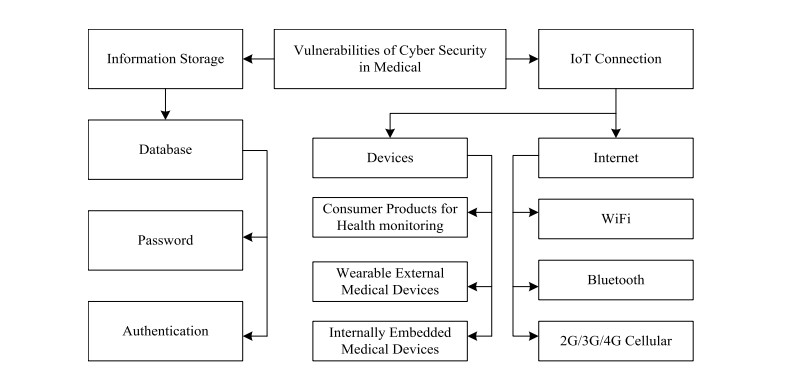 Information Storage
Vulnerabilities of Cyber Security
in Medical
IoT Connection
Database
Devices
Internet
Consumer Products for
Health monitoring
WiFi
Password
Wearable External
Medical Devices
Bluetooth
Authentication
Internally Embedded
Medical Devices
2G/3G/4G Cellular